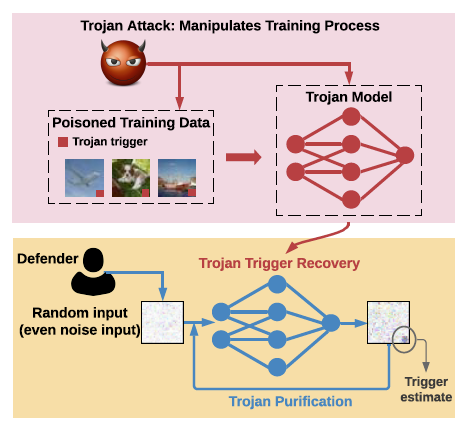 Trojan Attack: Manipulates Training Process
Poisoned Training Data
Trojan trigger
Trojan Model
Defender
Trojan Trigger Recovery
Random input
(even noise input)
Trigger
estimate
Trojan Purification